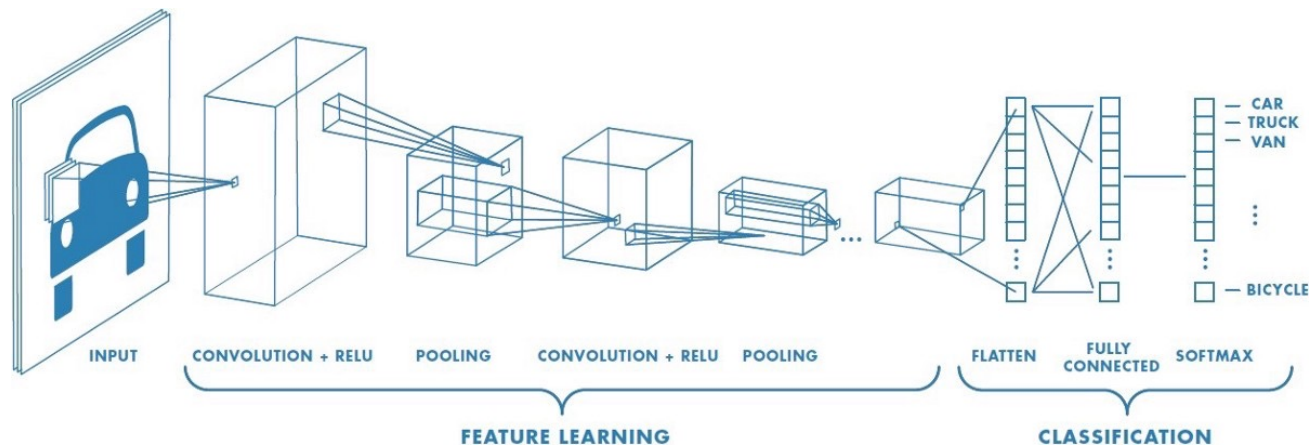 CAR
TRUCK
VAN
BICYCLE
INPUT
CONVOLUTION + RELU
POOLING
CONVOLUTION + RELU
POOLING
FLATTEN
FULLY
CONNECTED
SOFTMAX
FEATURE LEARNING
CLASSIFICATION